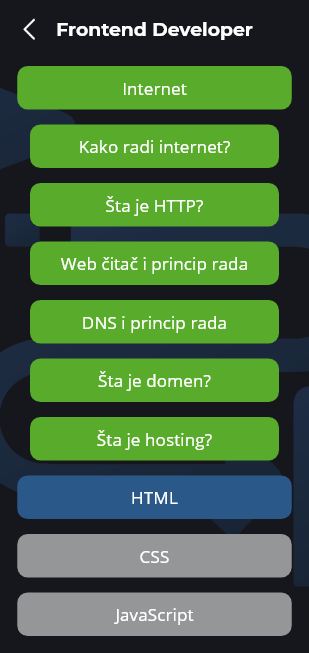 Frontend Developer
Internet
Kako radi internet?
Šta je HTTP?
Web čitač i princip rada
DNS i princip rada
Šta je domen?
Šta je hosting?
HTML
CSS
JavaScript